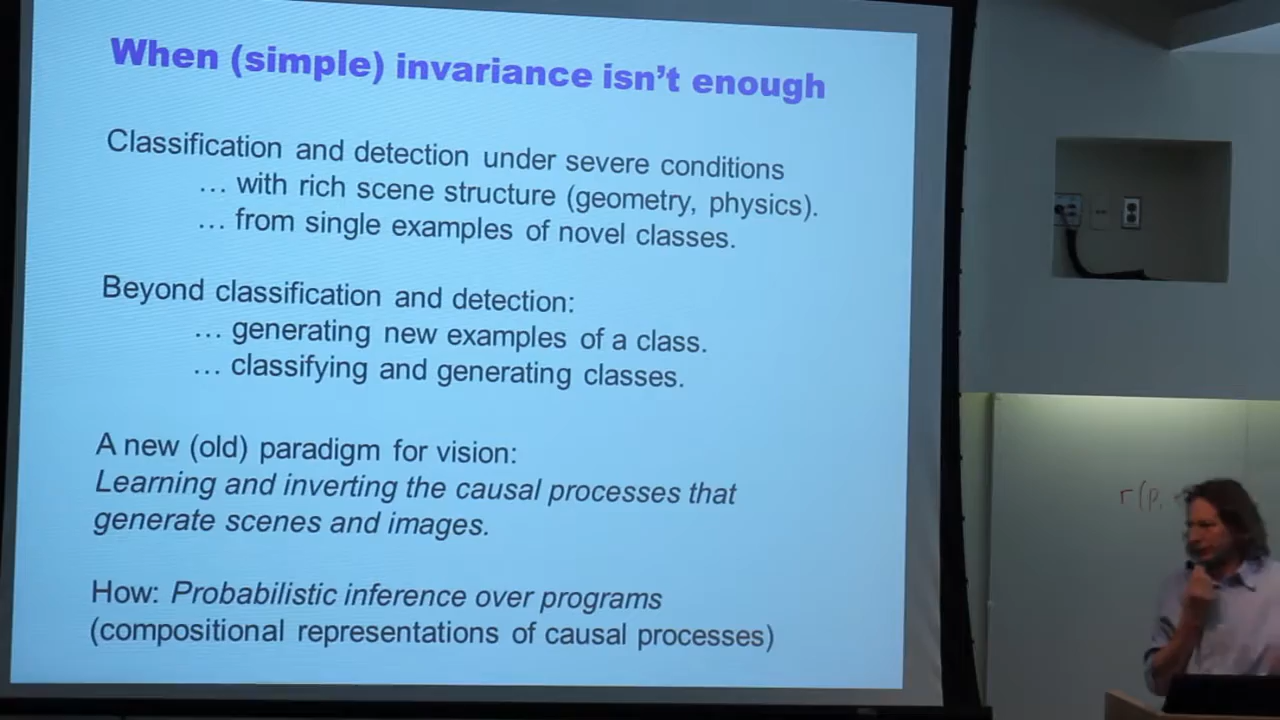 When (simple) invariance isn't enough
Classification and detection under severe conditions
… with rich scene structure (geometry, physics).
… from single examples of novel classes.
Beyond classification and detection:
… generating new examples of a class.
… classifying and generating classes.
A new (old) paradigm for vision:
Learning and inverting the causal processes that
generate scenes and images.
How: Probabilistic inference over programs
(compositional representations of causal processes)
r(p,